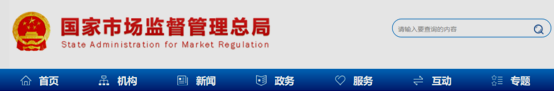 国家市场监督管理总局
State Administration for Market Regulation
请输入要查询的内容
首页 机构 新闻 政务 服务 互动 专题